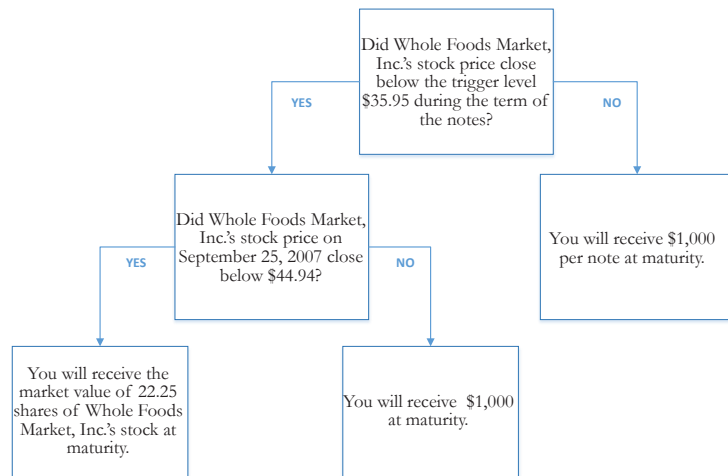 Did Whole Foods Market,
Inc.'s stock price close
below the trigger level
$35.95 during the term of
the notes?
YES
NO
Did Whole Foods Market,
Inc.'s stock price on
September 25, 2007 close
below $44.94?
You will receive $1,000
per note at maturity.
YES
NO
You will receive the
market value of 22.25
shares of Whole Foods
Market, Inc.'s stock at
maturity.
You will receive $1,000
at maturity.